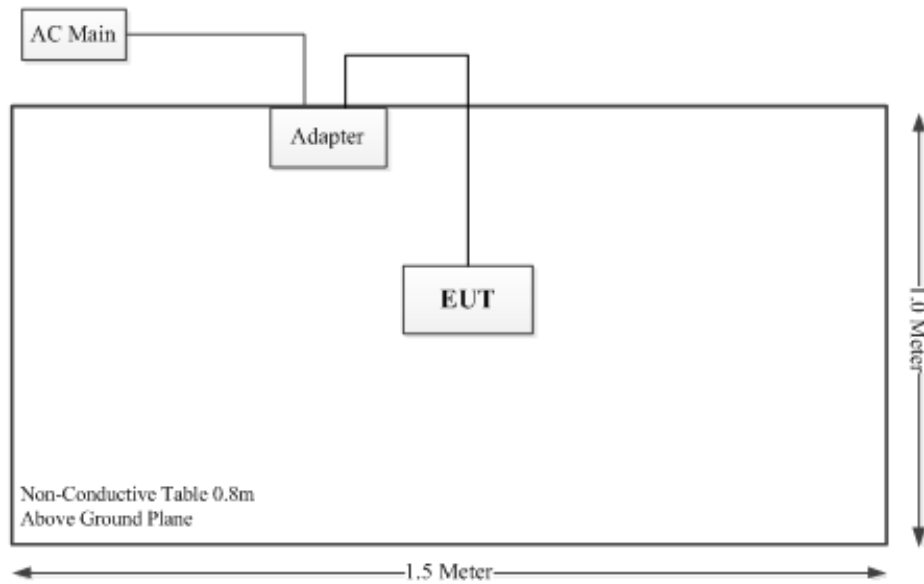 AC Main
Adapter
EUT
1.0 Meter
Non-Conductive Table 0.8m
Above Ground Plane
1.5 Meter